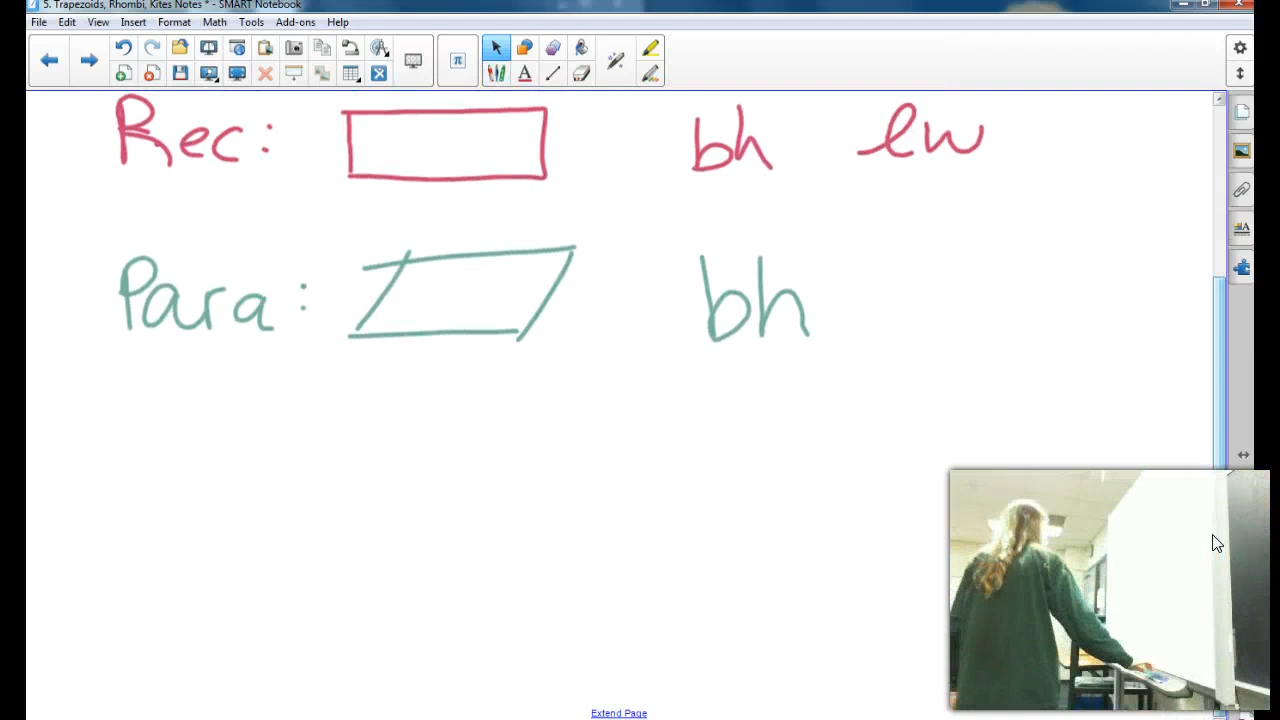 5. Trapezoids, Rhombi, Kites Notes * - SMART Notebook
File Edit View Insert Format Math Tools Add-ons Help
Rec: bh lw
Para: bh
Extend Page